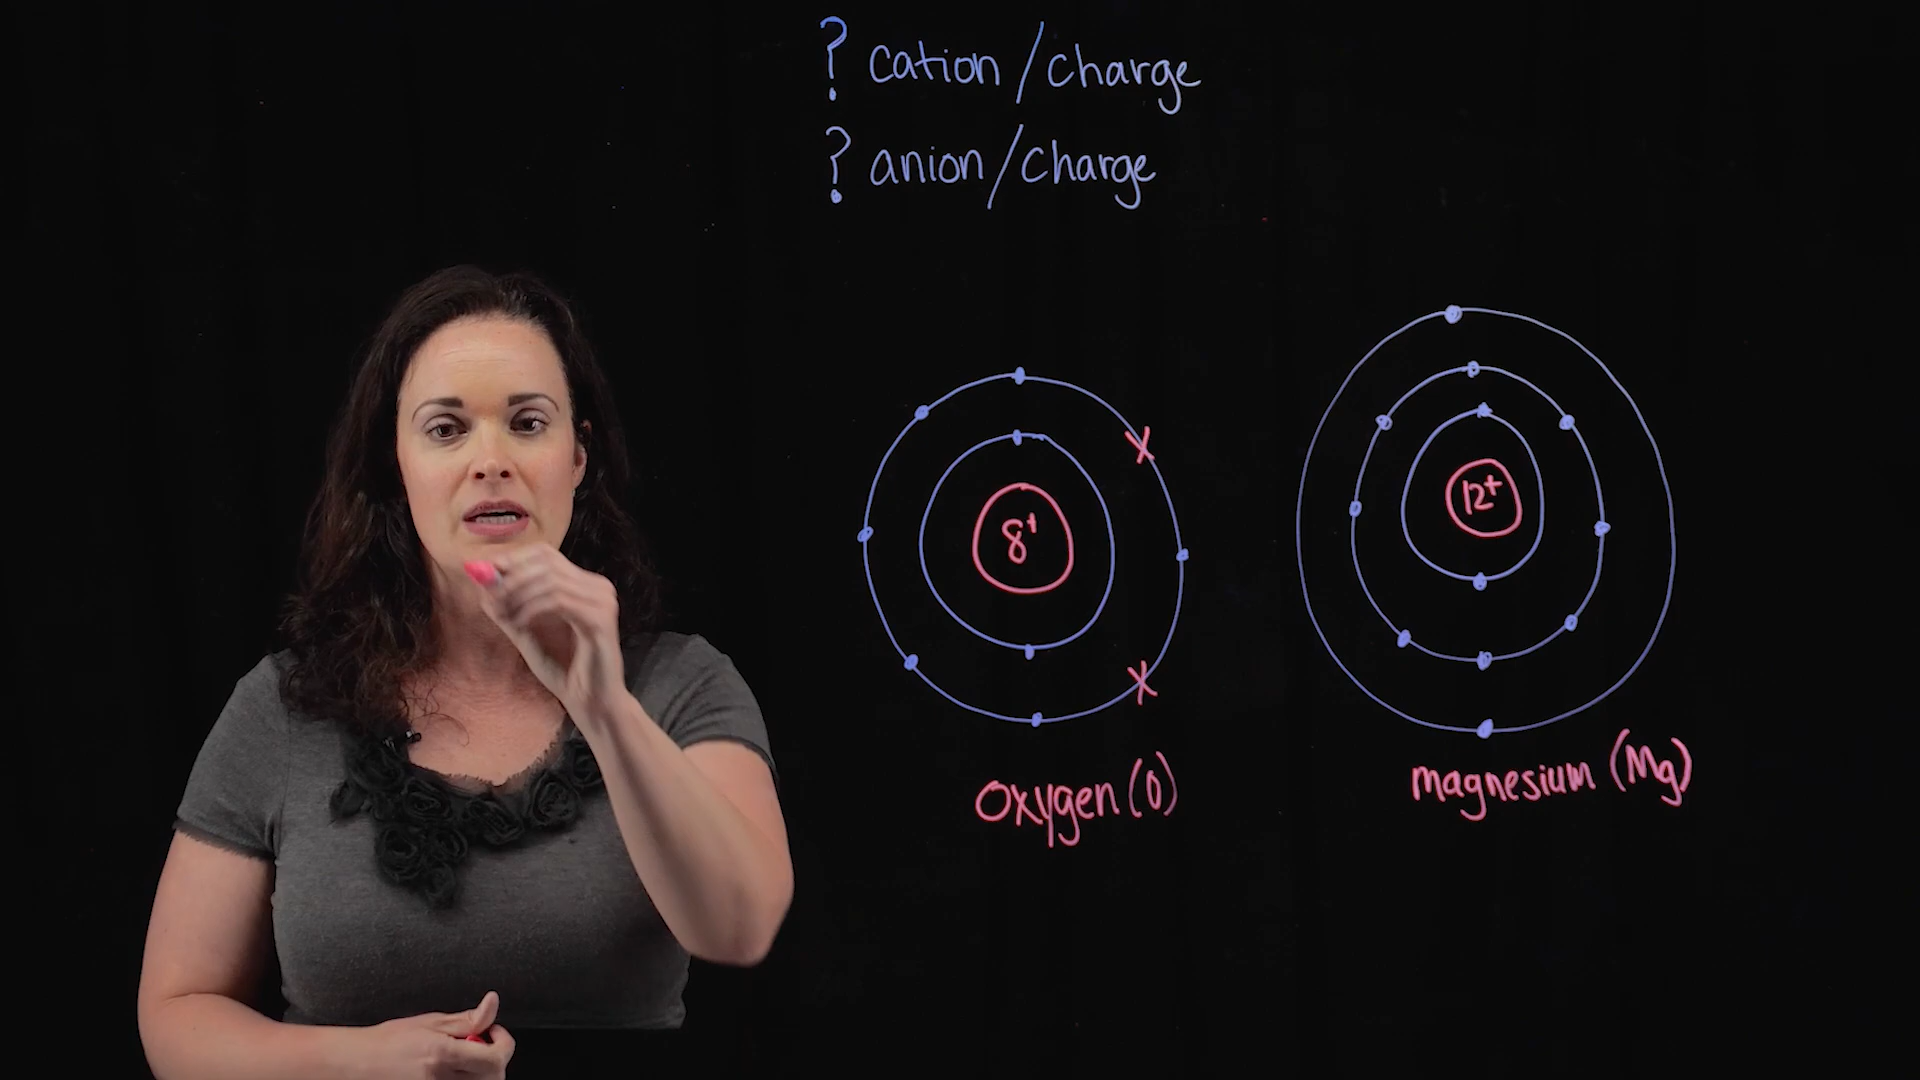 ? cation/charge
? anion/charge
8+
12+
oxygen (O)
magnesium (Mg)